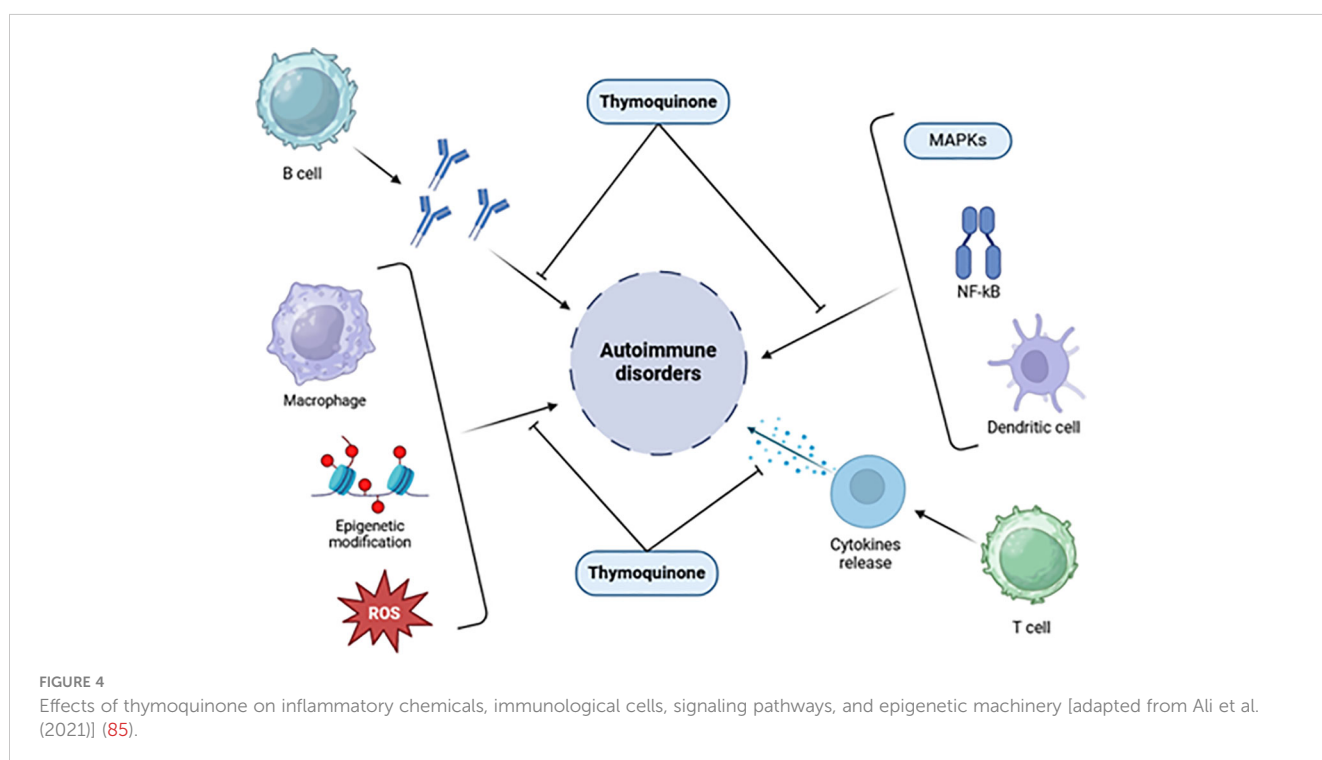 Thymoquinone
B cell
MAPKs
NF-kB
Macrophage
Autoimmune
disorders
Dendritic cell
Epigenetic
modification
Cytokines
release
Thymoquinone
ROS
T cell
FIGURE 4
Effects of thymoquinone on inflammatory chemicals, immunological cells, signaling pathways, and epigenetic machinery [adapted from Ali et al.
(2021)] (85).